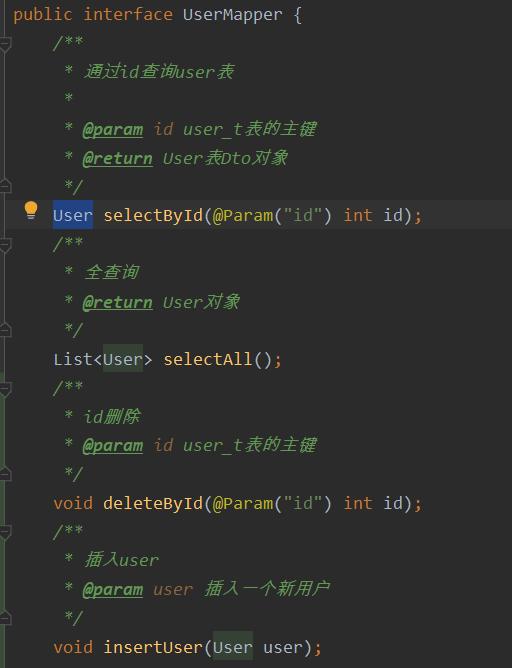 public interface UserMapper {
/**
* 通过id查询user表
*
* @param id user_t表的主键
* @return User表Dto对象
*/
User selectById(@Param("id") int id);
/**
* 全查询
* @return User对象
*/
List<User> selectAll();
/**
* id删除
* @param id user_t表的主键
*/
void deleteById(@Param("id") int id);
/**
* 插入user
* @param user 插入一个新用户
*/
void insertUser(User user);